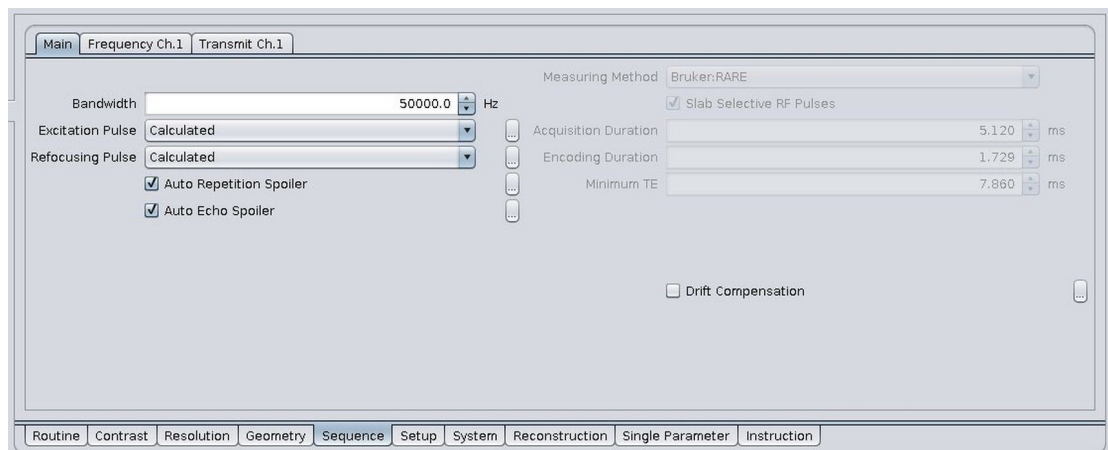 Main Frequency Ch.1 Transmit Ch.1
Measuring Method Bruker:RARE
Bandwidth 50000.0 Hz Slab Selective RF Pulses
Excitation Pulse Calculated ... Acquisition Duration 5.120 ms
Refocusing Pulse Calculated ... Encoding Duration 1.729 ms
Auto Repetition Spoiler ... Minimum TE 7.860 ms
Auto Echo Spoiler ...
Drift Compensation ...
Routine Contrast Resolution Geometry Sequence Setup System Reconstruction Single Parameter Instruction